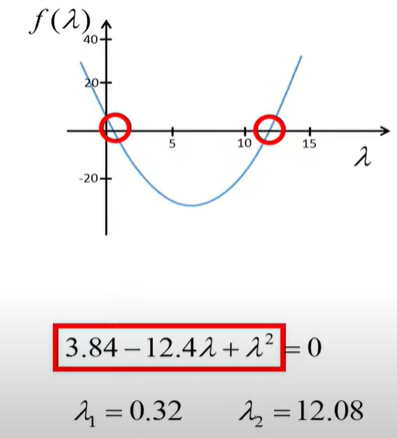 f(λ)
40
20
5 10 15
λ
-20
3.84 − 12.4λ + λ² = 0
λ₁ = 0.32 λ₂ = 12.08